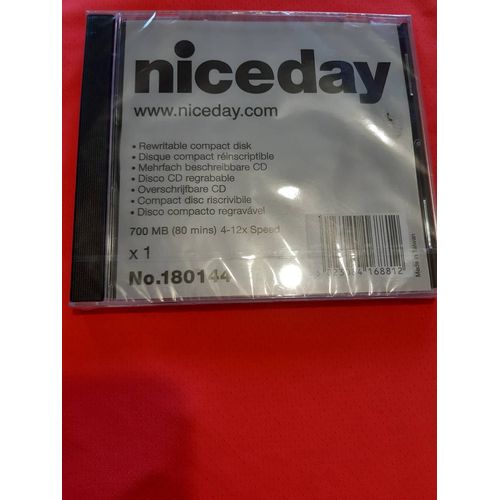 niceday
www.niceday.com
• Rewritable compact disk
• Disque compact réinscriptible
• Mehrfach beschreibbare CD
• Disco CD regrabable
• Overschrijfbare CD
• Compact disc riscrivibile
• Disco compacto regravável
700 MB (80 mins) 4-12x Speed
x 1
No.180144
168812
Made in Taiwan